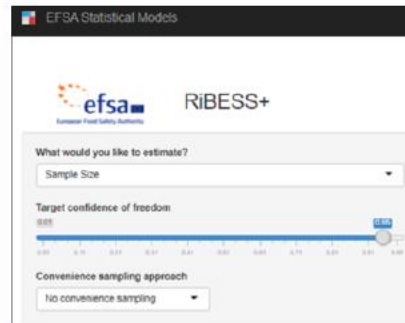 EFSA Statistical Models
efsa
European Food Safety Authority
RiBESS+
What would you like to estimate?
Sample Size
Target confidence of freedom
0.95
Convenience sampling approach
No convenience sampling